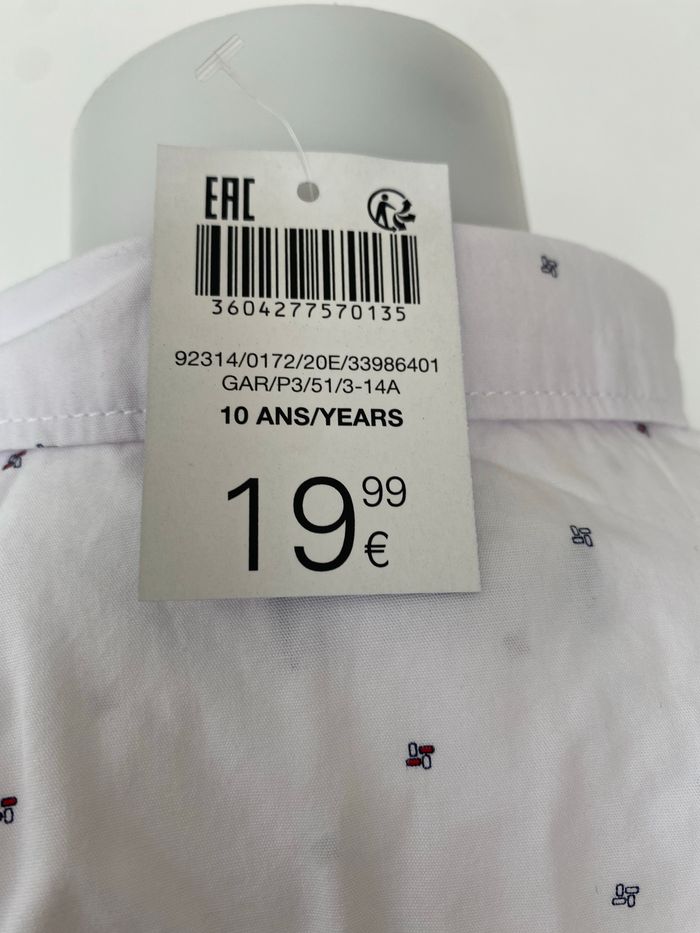 EAC
3604277570135
92314/0172/20E/33986401
GAR/P3/51/3-14A
10 ANS/YEARS
19 99 €